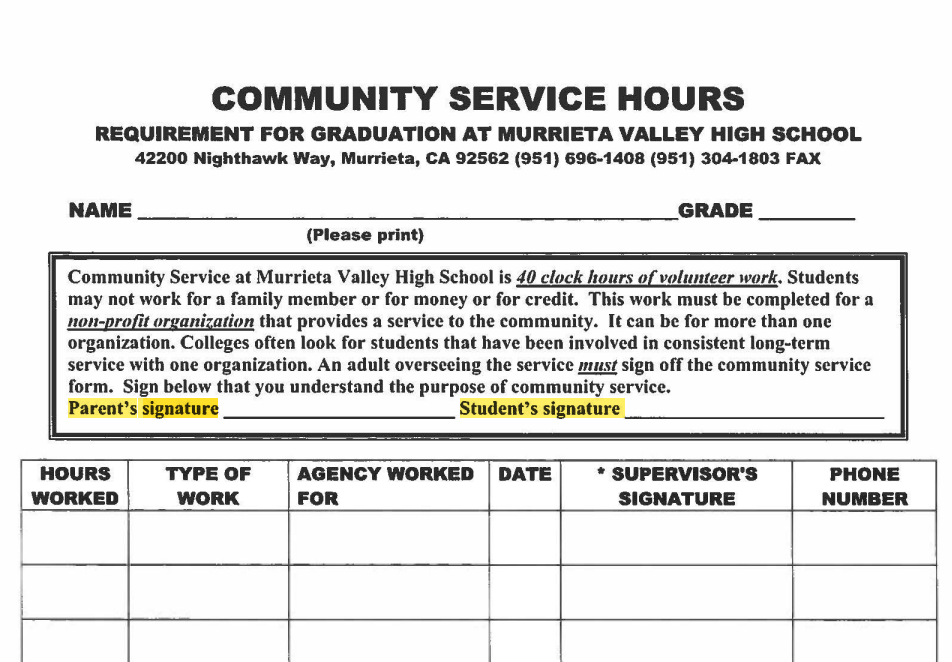 COMMUNITY SERVICE HOURS
REQUIREMENT FOR GRADUATION AT MURRIETA VALLEY HIGH SCHOOL
42200 Nighthawk Way, Murrieta, CA 92562 (951) 696-1408 (951) 304-1803 FAX
NAME ____________________ GRADE ________
(Please print)
Community Service at Murrieta Valley High School is 40 clock hours of volunteer work. Students
may not work for a family member or for money or for credit. This work must be completed for a
non-profit organization that provides a service to the community. It can be for more than one
organization. Colleges often look for students that have been involved in consistent long-term
service with one organization. An adult overseeing the service must sign off the community service
form. Sign below that you understand the purpose of community service.
Parent's signature ____________________ Student's signature ____________________
HOURS WORKED TYPE OF WORK AGENCY WORKED FOR DATE * SUPERVISOR'S SIGNATURE PHONE NUMBER